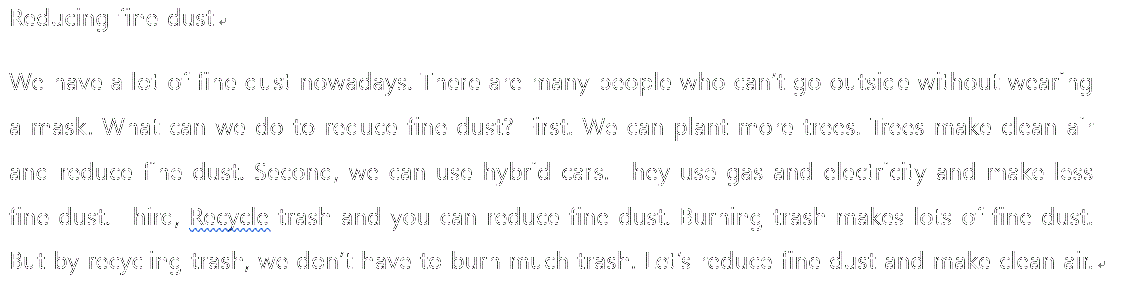 Reducing fine dust
We have a lot of fine dust nowadays. There are many people who can't go outside without wearing
a mask. What can we do to reduce fine dust? First. We can plant more trees. Trees make clean air
and reduce fine dust. Second, we can use hybrid cars. They use gas and electricity and make less
fine dust. Third, Recycle trash and you can reduce fine dust. Burning trash makes lots of fine dust.
But by recycling trash, we don't have to burn much trash. Let's reduce fine dust and make clean air.